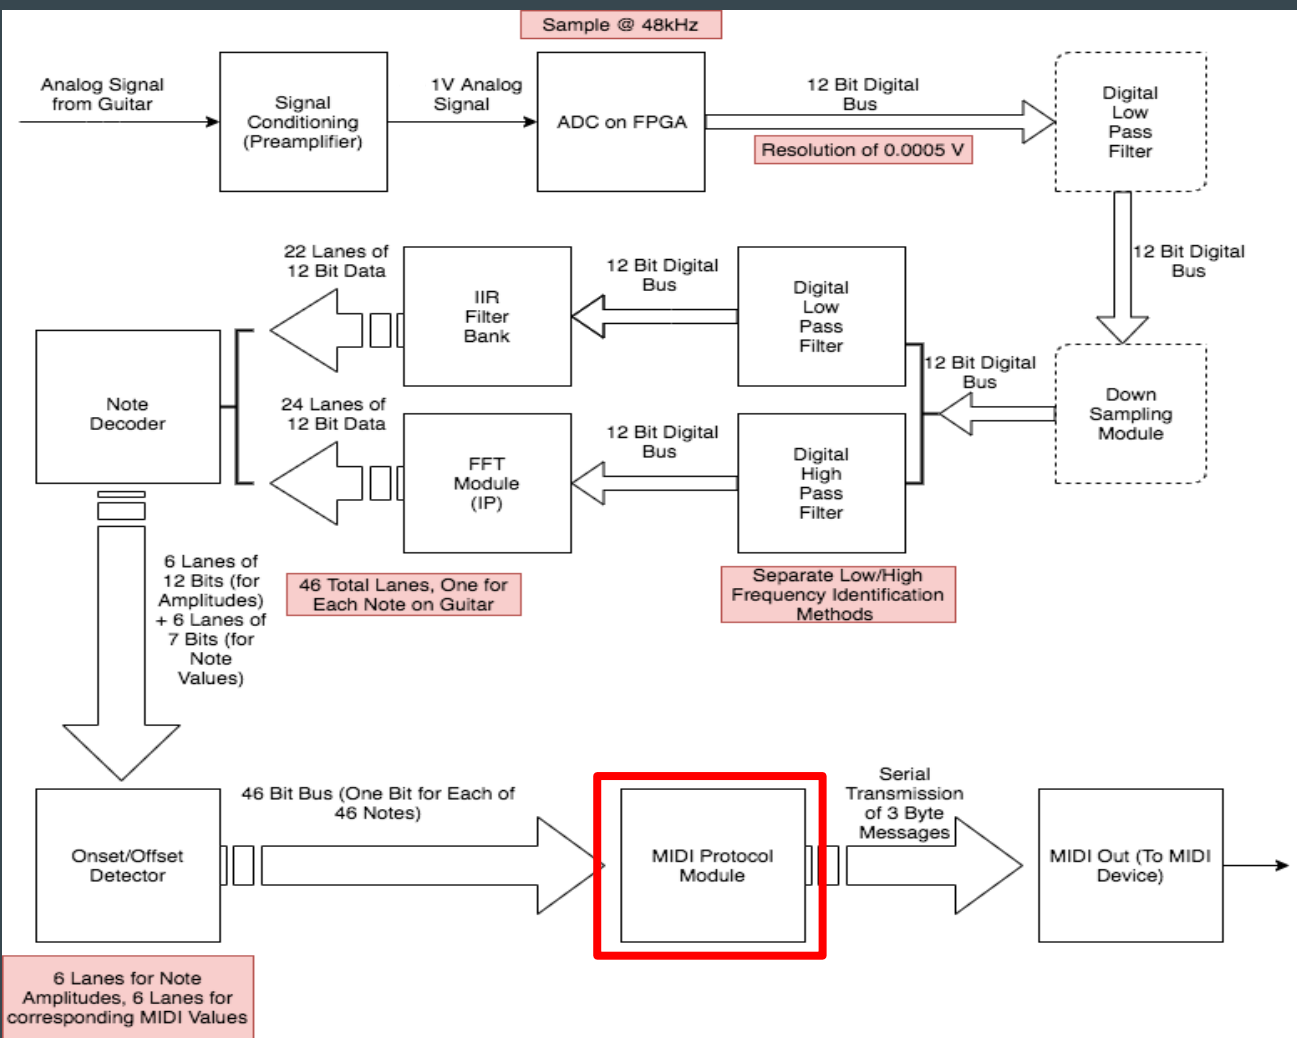 Sample @ 48kHz
Analog Signal
from Guitar
Signal
Conditioning
(Preamplifier)
1V Analog
Signal
ADC on FPGA
12 Bit Digital
Bus
Resolution of 0.0005 V
Digital
Low
Pass
Filter
12 Bit Digital
Bus
22 Lanes of
12 Bit Data
IIR
Filter
Bank
12 Bit Digital
Bus
Digital
Low
Pass
Filter
12 Bit Digital
Bus
Down
Sampling
Module
Note
Decoder
24 Lanes of
12 Bit Data
FFT
Module
(IP)
12 Bit Digital
Bus
Digital
High
Pass
Filter
6 Lanes of
12 Bits (for
Amplitudes)
+ 6 Lanes of
7 Bits (for
Note
Values)
46 Total Lanes, One for
Each Note on Guitar
Separate Low/High
Frequency Identification
Methods
Onset/Offset
Detector
46 Bit Bus (One Bit for Each of
46 Notes)
MIDI Protocol
Module
Serial
Transmission
of 3 Byte
Messages
MIDI Out (To MIDI
Device)
6 Lanes for Note
Amplitudes, 6 Lanes for
corresponding MIDI Values